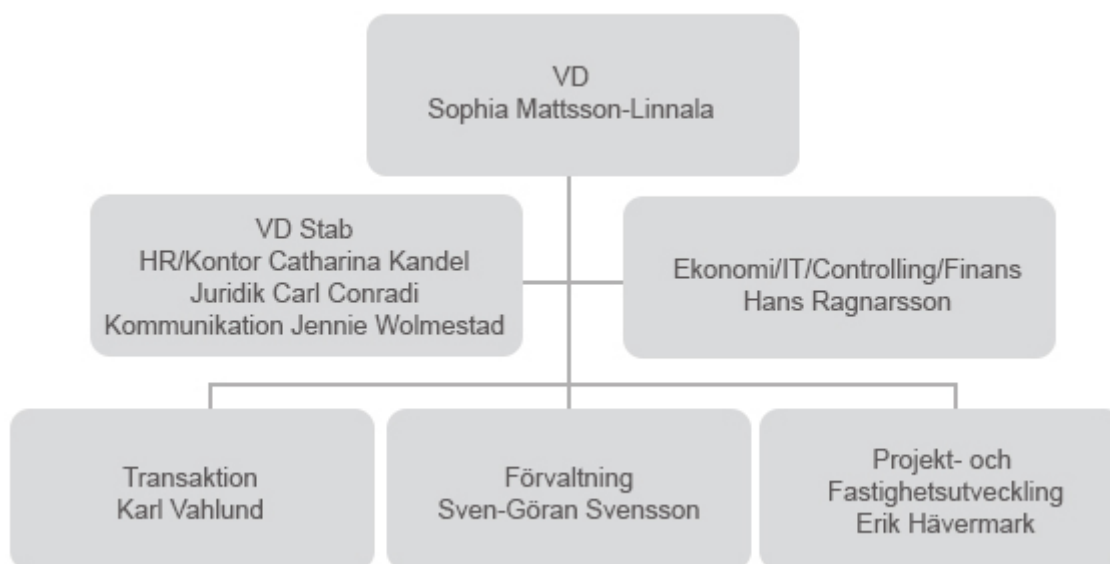 VD
Sophia Mattsson-Linnala
VD Stab
HR/Kontor Catharina Kandel
Juridik Carl Conradi
Kommunikation Jennie Wolmestad
Ekonomi/IT/Controlling/Finans
Hans Ragnarsson
Transaktion
Karl Vahlund
Förvaltning
Sven-Göran Svensson
Projekt- och
Fastighetsutveckling
Erik Hävermark